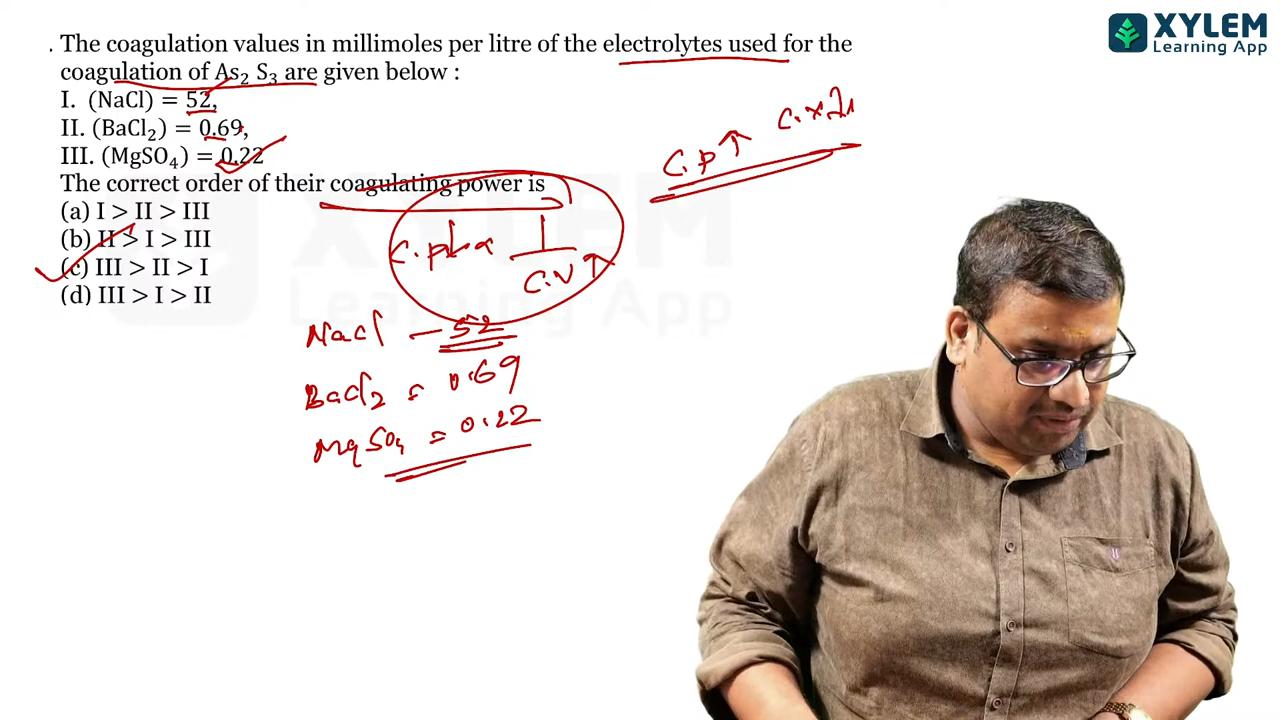 . The coagulation values in millimoles per litre of the electrolytes used for the
coagulation of As₂ S₃ are given below :
I. (NaCl) = 52,
II. (BaCl₂) = 0.69,
III. (MgSO₄) = 0.22
The correct order of their coagulating power is
(a) I > II > III
(b) II > I > III
(c) III > II > I
(d) III > I > II
XYLEM
Learning App
C.P ↑
C.P ∝ 1
C.V ↑
NaCl – 52
BaCl₂ = 0.69
MgSO₄ = 0.22